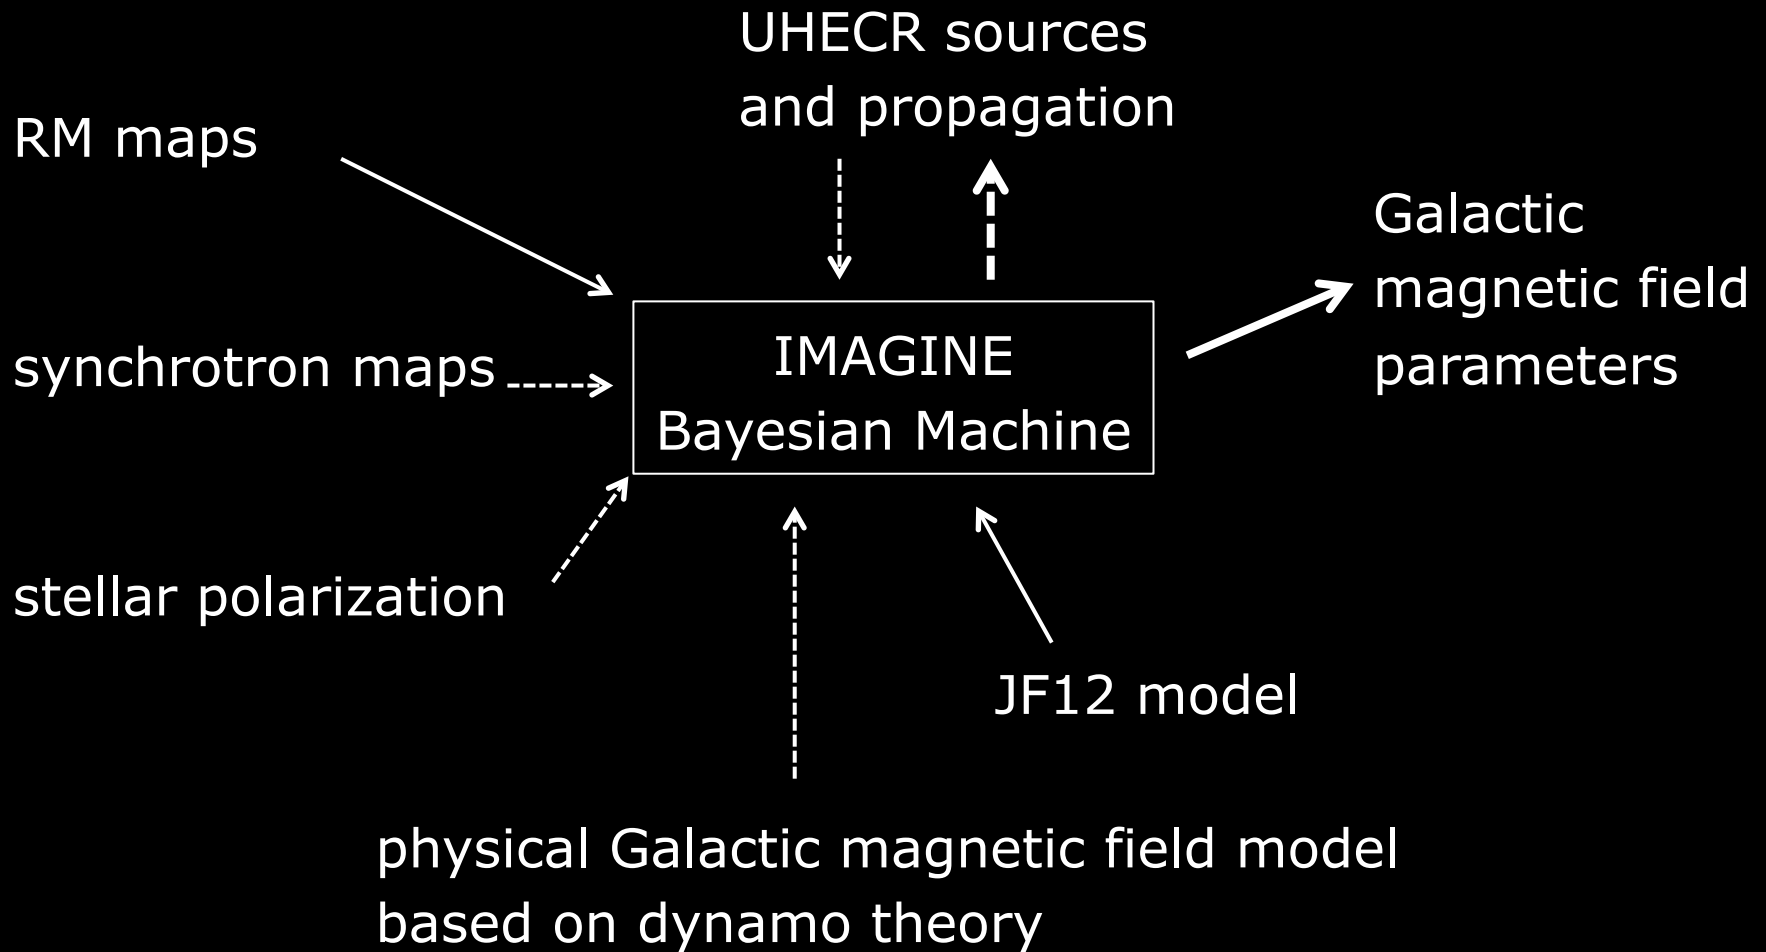 UHECR sources
and propagation
RM maps
Galactic
magnetic field
parameters
synchrotron maps
IMAGINE
Bayesian Machine
stellar polarization
JF12 model
physical Galactic magnetic field model
based on dynamo theory